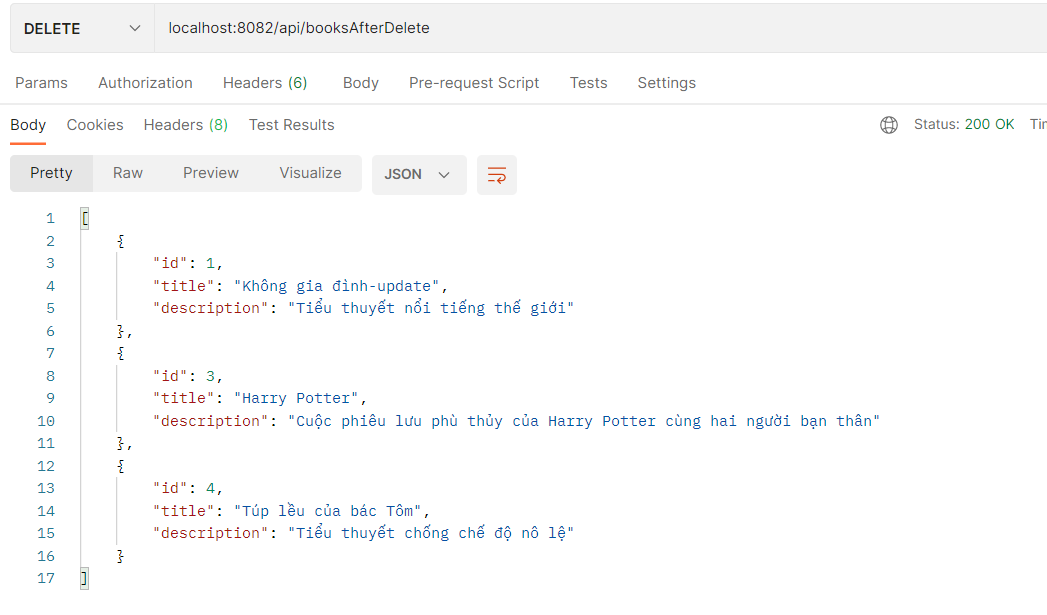 DELETE localhost:8082/api/booksAfterDelete
Params Authorization Headers (6) Body Pre-request Script Tests Settings
Body Cookies Headers (8) Test Results Status: 200 OK
Pretty Raw Preview Visualize JSON
1 [
2 {
3 "id": 1,
4 "title": "Không gia đình-update",
5 "description": "Tiểu thuyết nổi tiếng thế giới"
6 },
7 {
8 "id": 3,
9 "title": "Harry Potter",
10 "description": "Cuộc phiêu lưu phù thủy của Harry Potter cùng hai người bạn thân"
11 },
12 {
13 "id": 4,
14 "title": "Túp lều của bác Tôm",
15 "description": "Tiểu thuyết chống chế độ nô lệ"
16 }
17 ]